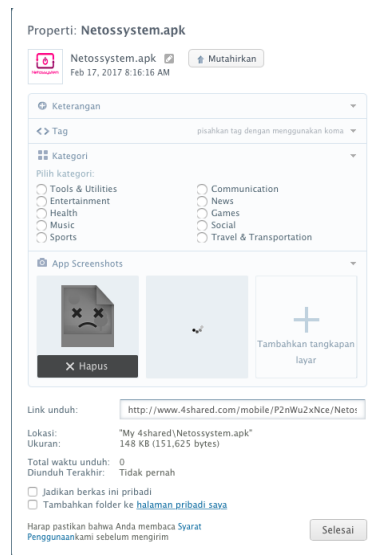 Properti: Netossystem.apk
Netossystem.apk
Mutahirkan
Feb 17, 2017 8:16:16 AM
Keterangan
<> Tag
pisahkan tag dengan menggunakan koma
Kategori
Pilih kategori:
Tools & Utilities
Communication
Entertainment
News
Health
Games
Music
Social
Sports
Travel & Transportation
App Screenshots
Hapus
Tambahkan tangkapan
layar
Link unduh:
http://www.4shared.com/mobile/P2nWu2xNce/Netos
Lokasi:
"My 4shared\Netossystem.apk"
Ukuran:
148 KB (151,625 bytes)
Total waktu unduh:
0
Diunduh Terakhir:
Tidak pernah
Jadikan berkas ini pribadi
Tambahkan folder ke halaman pribadi saya
Harap pastikan bahwa Anda membaca Syarat
Penggunaankami sebelum mengirim
Selesai